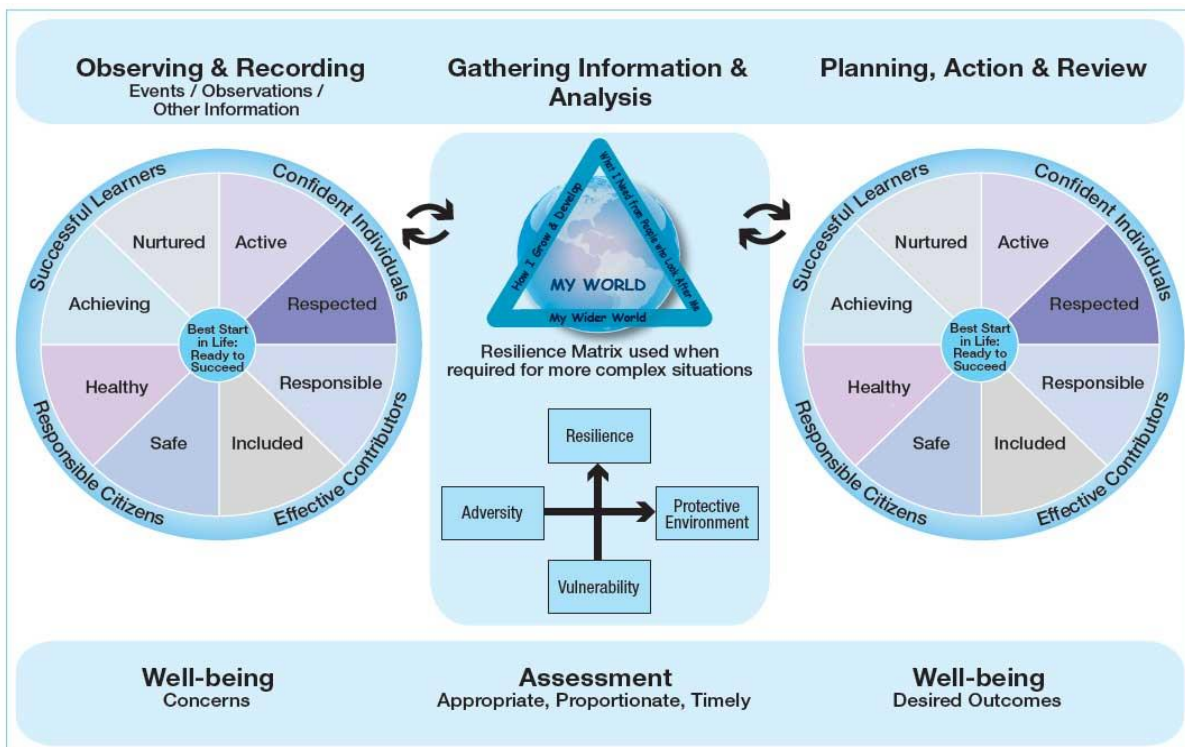 Observing & Recording
Events / Observations /
Other Information
Gathering Information &
Analysis
Planning, Action & Review
Successful Learners
Confident Individuals
Nurtured
Active
Achieving
Respected
Best Start
in Life:
Ready to
Succeed
Healthy
Responsible
Safe
Included
Responsible Citizens
Effective Contributors
How I Grow & Develop
What I Need from People who Look After Me
MY WORLD
My Wider World
Resilience Matrix used when
required for more complex situations
Resilience
Adversity
Protective
Environment
Vulnerability
Successful Learners
Confident Individuals
Nurtured
Active
Achieving
Respected
Best Start
in Life:
Ready to
Succeed
Healthy
Responsible
Safe
Included
Responsible Citizens
Effective Contributors
Well-being
Concerns
Assessment
Appropriate, Proportionate, Timely
Well-being
Desired Outcomes